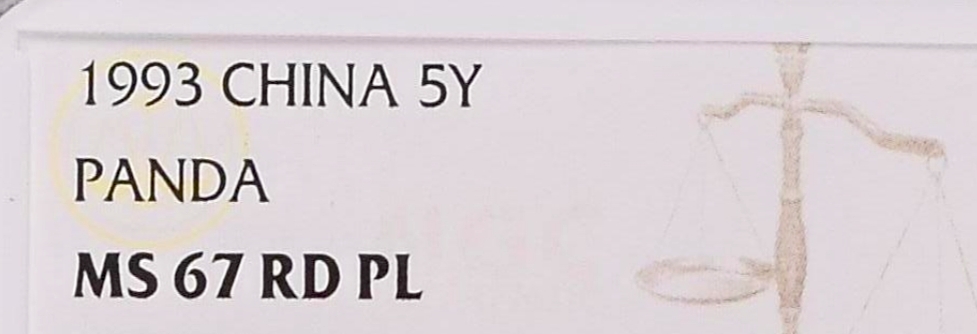 1993 CHINA 5Y
PANDA
MS 67 RD PL